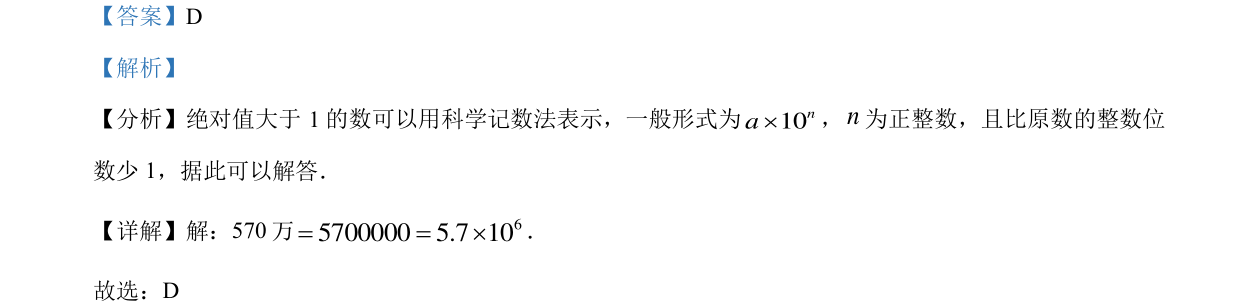 【答案】D
【解析】
【分析】绝对值大于 1 的数可以用科学记数法表示，一般形式为 a×10ⁿ，n 为正整数，且比原数的整数位
数少 1，据此可以解答．
【详解】解：570 万＝5700000＝5.7×10⁶．
故选：D